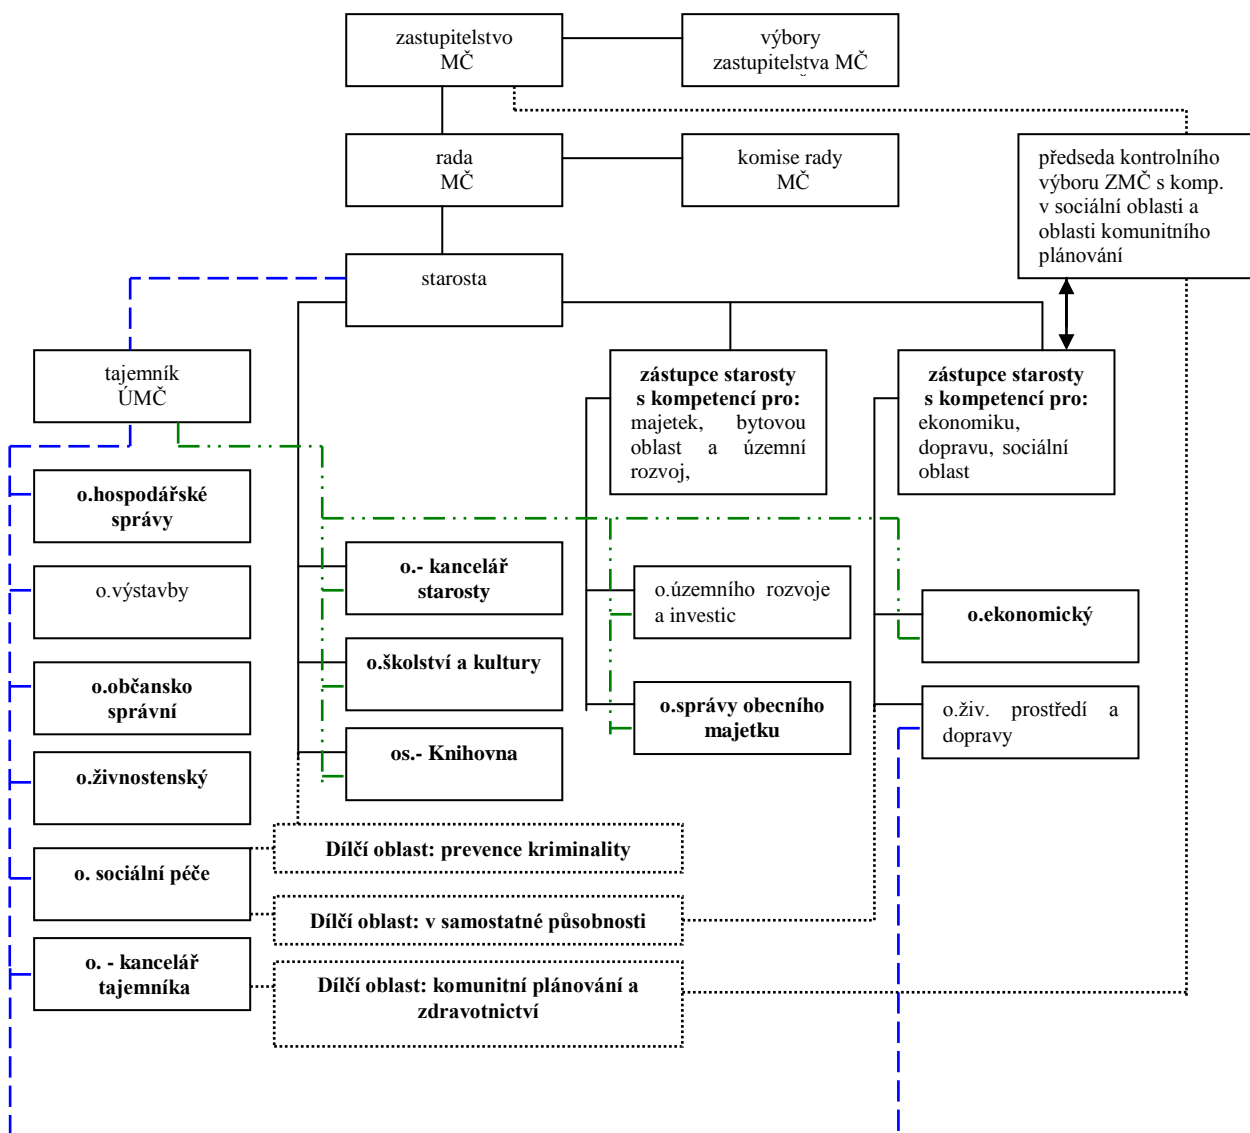 zastupitelstvo
MČ
výbory
zastupitelstva MČ
rada
MČ
komise rady
MČ
předseda kontrolního
výboru ZMČ s komp.
v sociální oblasti a
oblasti komunitního
plánování
starosta
tajemník
ÚMČ
zástupce starosty
s kompetencí pro:
majetek, bytovou
oblast a územní
rozvoj,
zástupce starosty
s kompetencí pro:
ekonomiku,
dopravu, sociální
oblast
o.hospodářské
správy
o.výstavby
o.občansko
správní
o.živnostenský
o. sociální péče
o. - kancelář
tajemníka
o.- kancelář
starosty
o.školství a kultury
os.- Knihovna
o.územního rozvoje
a investic
o.správy obecního
majetku
o.ekonomický
o.živ. prostředí a
dopravy
Dílčí oblast: prevence kriminality
Dílčí oblast: v samostatné působnosti
Dílčí oblast: komunitní plánování a
zdravotnictví